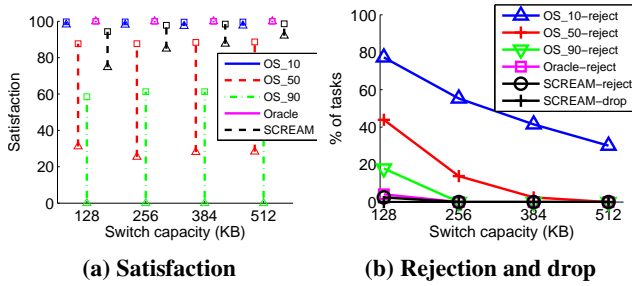 100
80
60
40
20
0
Satisfaction
128 256 384 512
Switch capacity (KB)
OS_10
OS_50
OS_90
Oracle
SCREAM
(a) Satisfaction
100
80
60
40
20
0
% of tasks
128 256 384 512
Switch capacity (KB)
OS_10−reject
OS_50−reject
OS_90−reject
Oracle−reject
SCREAM−reject
SCREAM−drop
(b) Rejection and drop